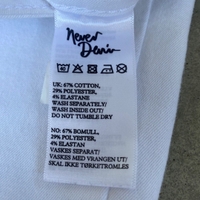 Never
Denim
UK: 67% COTTON,
29% POLYESTER,
4% ELASTANE
WASH SEPARATELY/
WASH INSIDE OUT/
DO NOT TUMBLE DRY
NO: 67% BOMULL,
29% POLYESTER,
4% ELASTAN
VASKES SEPARAT/
VASKES MED VRANGEN UT/
SKAL IKKE TØRKETROMLES